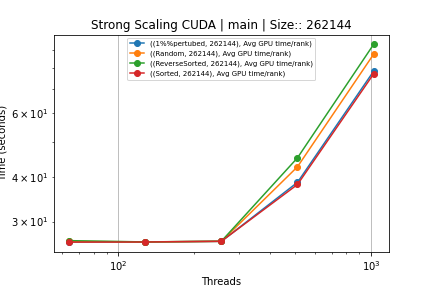 Strong Scaling CUDA | main | Size:: 262144
((1%%pertubed, 262144), Avg GPU time/rank)
((Random, 262144), Avg GPU time/rank)
((ReverseSorted, 262144), Avg GPU time/rank)
((Sorted, 262144), Avg GPU time/rank)
(seconds)
6 × 10¹
4 × 10¹
3 × 10¹
10² 10³
Threads